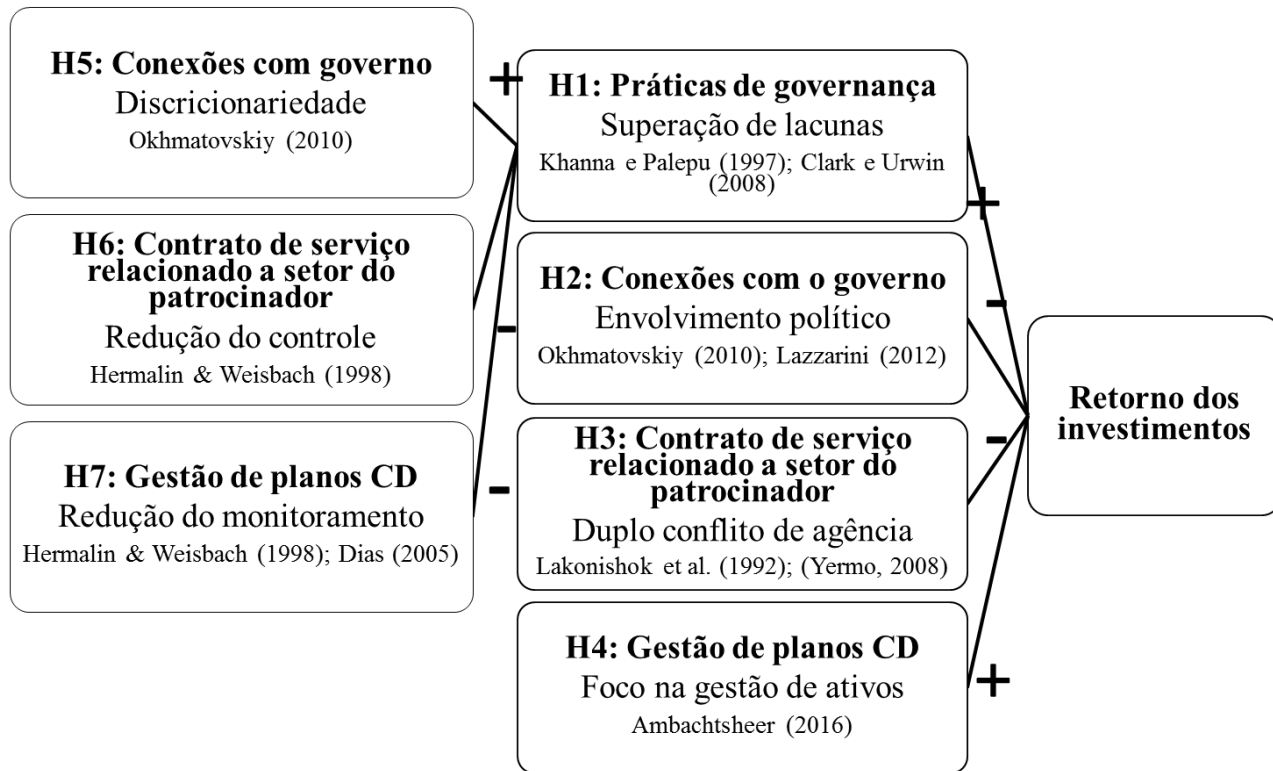 H5: Conexões com governo
Discricionariedade
Okhmatovskiy (2010)
+
H6: Contrato de serviço
relacionado a setor do
patrocinador
Redução do controle
Hermalin & Weisbach (1998)
-
H7: Gestão de planos CD
Redução do monitoramento
Hermalin & Weisbach (1998); Dias (2005)
-
H1: Práticas de governança
Superação de lacunas
Khanna e Palepu (1997); Clark e Urwin
(2008)
+
H2: Conexões com o governo
Envolvimento político
Okhmatovskiy (2010); Lazzarini (2012)
-
H3: Contrato de serviço
relacionado a setor do
patrocinador
Duplo conflito de agência
Lakonishok et al. (1992); (Yermo, 2008)
-
H4: Gestão de planos CD
Foco na gestão de ativos
Ambachtsheer (2016)
+
Retorno dos
investimentos